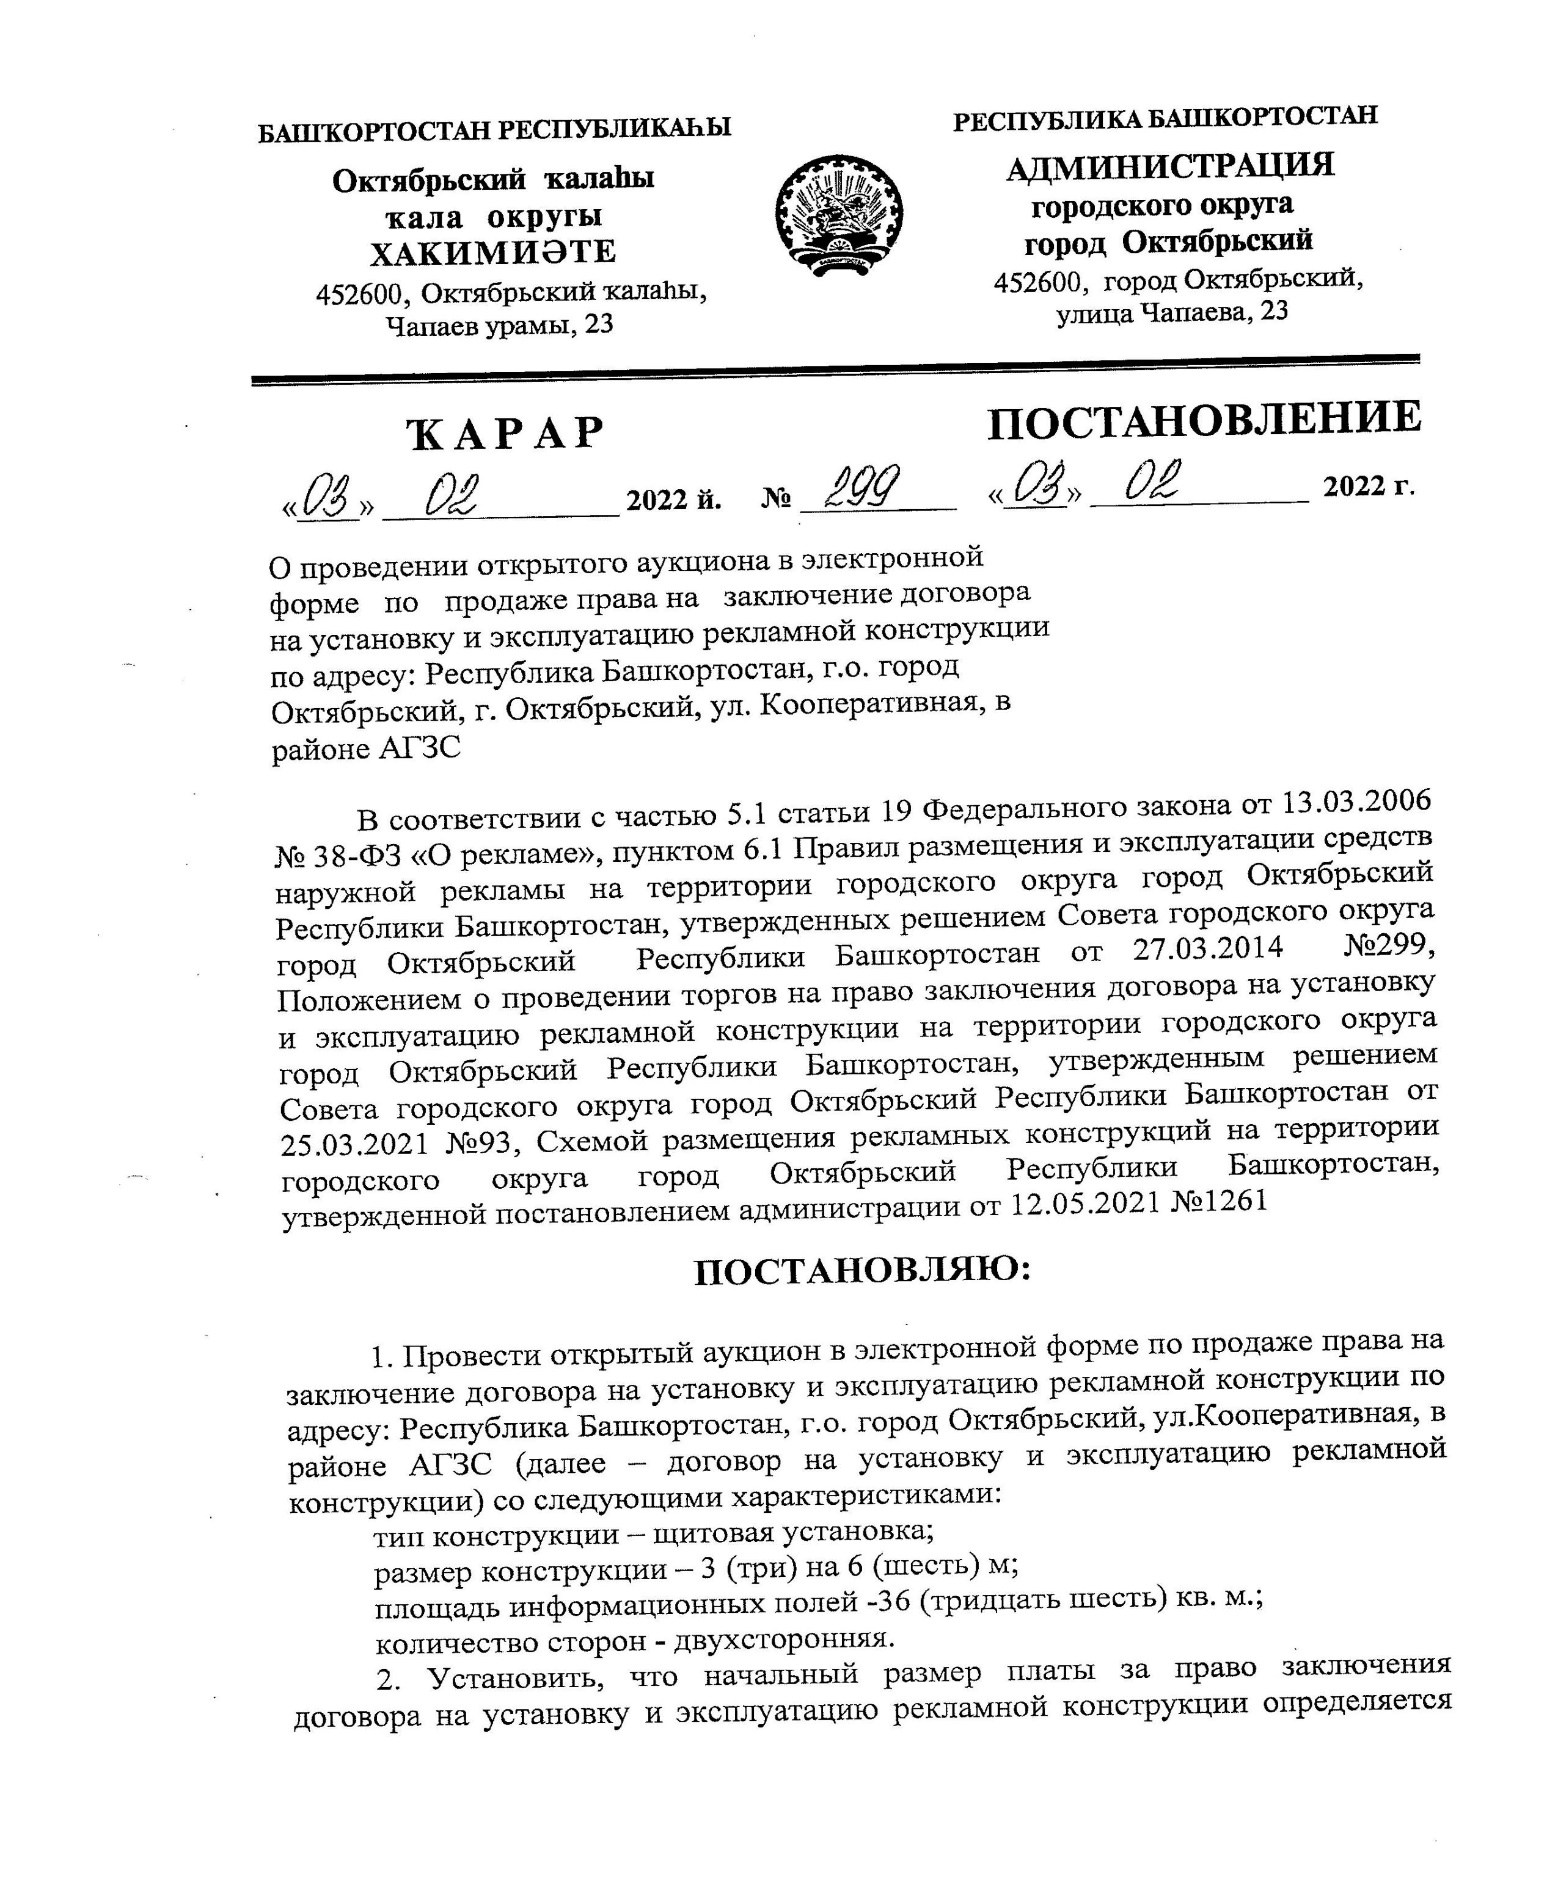 БАШҠОРТОСТАН РЕСПУБЛИКАҺЫ
Октябрьский ҡалаһы
ҡала округы
ХАКИМИӘТЕ
452600, Октябрьский ҡалаһы,
Чапаев урамы, 23
РЕСПУБЛИКА БАШКОРТОСТАН
АДМИНИСТРАЦИЯ
городского округа
город Октябрьский
452600, город Октябрьский,
улица Чапаева, 23
ҠАРАР
ПОСТАНОВЛЕНИЕ
«03» 02 2022 й. № 299 «03» 02 2022 г.
О проведении открытого аукциона в электронной
форме по продаже права на заключение договора
на установку и эксплуатацию рекламной конструкции
по адресу: Республика Башкортостан, г.о. город
Октябрьский, г. Октябрьский, ул. Кооперативная, в
районе АГЗС
В соответствии с частью 5.1 статьи 19 Федерального закона от 13.03.2006
№ 38-ФЗ «О рекламе», пунктом 6.1 Правил размещения и эксплуатации средств
наружной рекламы на территории городского округа город Октябрьский
Республики Башкортостан, утвержденных решением Совета городского округа
город Октябрьский Республики Башкортостан от 27.03.2014 №299,
Положением о проведении торгов на право заключения договора на установку
и эксплуатацию рекламной конструкции на территории городского округа
город Октябрьский Республики Башкортостан, утвержденным решением
Совета городского округа город Октябрьский Республики Башкортостан от
25.03.2021 №93, Схемой размещения рекламных конструкций на территории
городского округа город Октябрьский Республики Башкортостан,
утвержденной постановлением администрации от 12.05.2021 №1261
ПОСТАНОВЛЯЮ:
1. Провести открытый аукцион в электронной форме по продаже права на
заключение договора на установку и эксплуатацию рекламной конструкции по
адресу: Республика Башкортостан, г.о. город Октябрьский, ул.Кооперативная, в
районе АГЗС (далее – договор на установку и эксплуатацию рекламной
конструкции) со следующими характеристиками:
тип конструкции – щитовая установка;
размер конструкции – 3 (три) на 6 (шесть) м;
площадь информационных полей -36 (тридцать шесть) кв. м.;
количество сторон - двухсторонняя.
2. Установить, что начальный размер платы за право заключения
договора на установку и эксплуатацию рекламной конструкции определяется